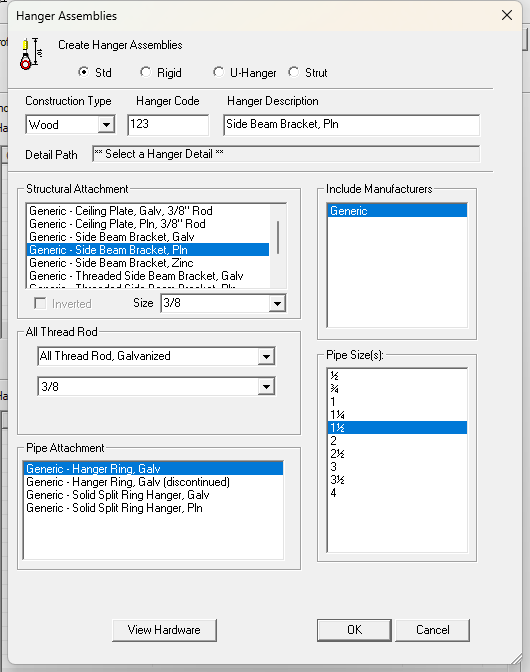 Hanger Assemblies
Create Hanger Assemblies
Std Rigid U-Hanger Strut
Construction Type Hanger Code Hanger Description
Wood 123 Side Beam Bracket, Pln
Detail Path ** Select a Hanger Detail **
Structural Attachment
Generic - Ceiling Plate, Galv, 3/8" Rod
Generic - Ceiling Plate, Pln, 3/8" Rod
Generic - Side Beam Bracket, Galv
Generic - Side Beam Bracket, Pln
Generic - Side Beam Bracket, Zinc
Generic - Threaded Side Beam Bracket, Galv
Generic - Threaded Side Beam Bracket, Pln
Inverted Size 3/8
Include Manufacturers
Generic
All Thread Rod
All Thread Rod, Galvanized
3/8
Pipe Size(s):
½
¾
1
1¼
1½
2
2½
3
3½
4
Pipe Attachment
Generic - Hanger Ring, Galv
Generic - Hanger Ring, Galv (discontinued)
Generic - Solid Split Ring Hanger, Galv
Generic - Solid Split Ring Hanger, Pln
View Hardware OK Cancel